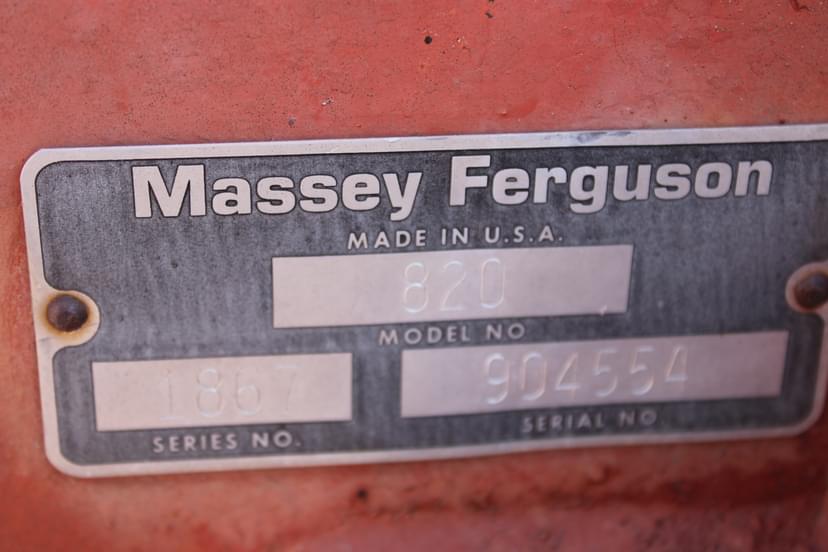 Massey Ferguson
MADE IN U.S.A.
820
MODEL NO
1867 904554
SERIES NO. SERIAL NO.